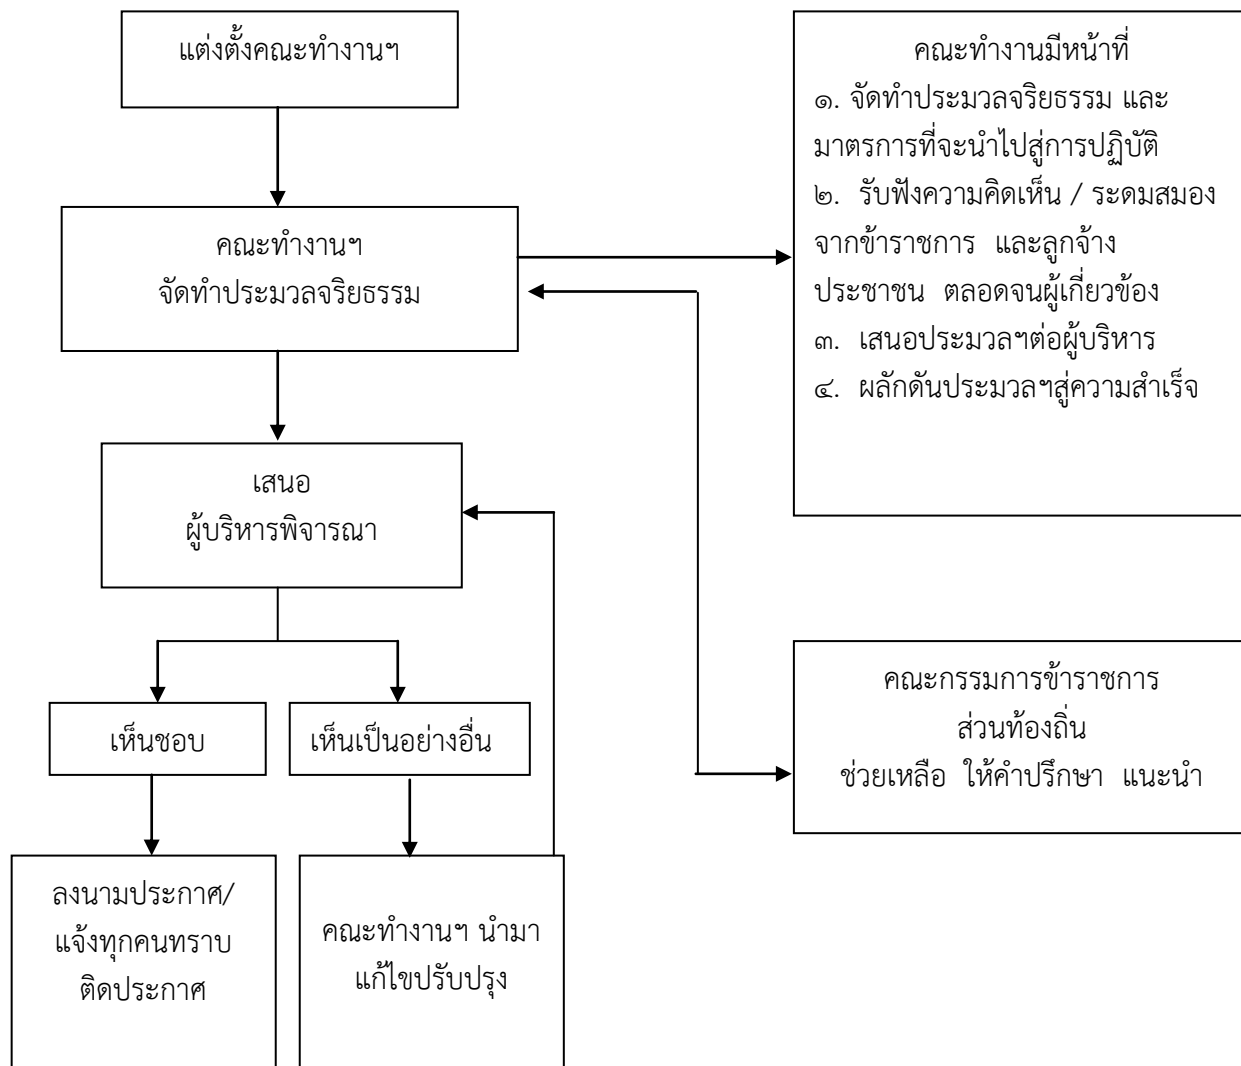 แต่งตั้งคณะทำงานฯ
คณะทำงานฯ
จัดทำประมวลจริยธรรม
เสนอ
ผู้บริหารพิจารณา
เห็นชอบ
เห็นเป็นอย่างอื่น
ลงนามประกาศ/
แจ้งทุกคนทราบ
ติดประกาศ
คณะทำงานฯ นำมา
แก้ไขปรับปรุง
คณะทำงานมีหน้าที่
๑. จัดทำประมวลจริยธรรม และ
มาตรการที่จะนำไปสู่การปฏิบัติ
๒. รับฟังความคิดเห็น / ระดมสมอง
จากข้าราชการ และลูกจ้าง
ประชาชน ตลอดจนผู้เกี่ยวข้อง
๓. เสนอประมวลฯต่อผู้บริหาร
๔. ผลักดันประมวลฯสู่ความสำเร็จ
คณะกรรมการข้าราชการ
ส่วนท้องถิ่น
ช่วยเหลือ ให้คำปรึกษา แนะนำ